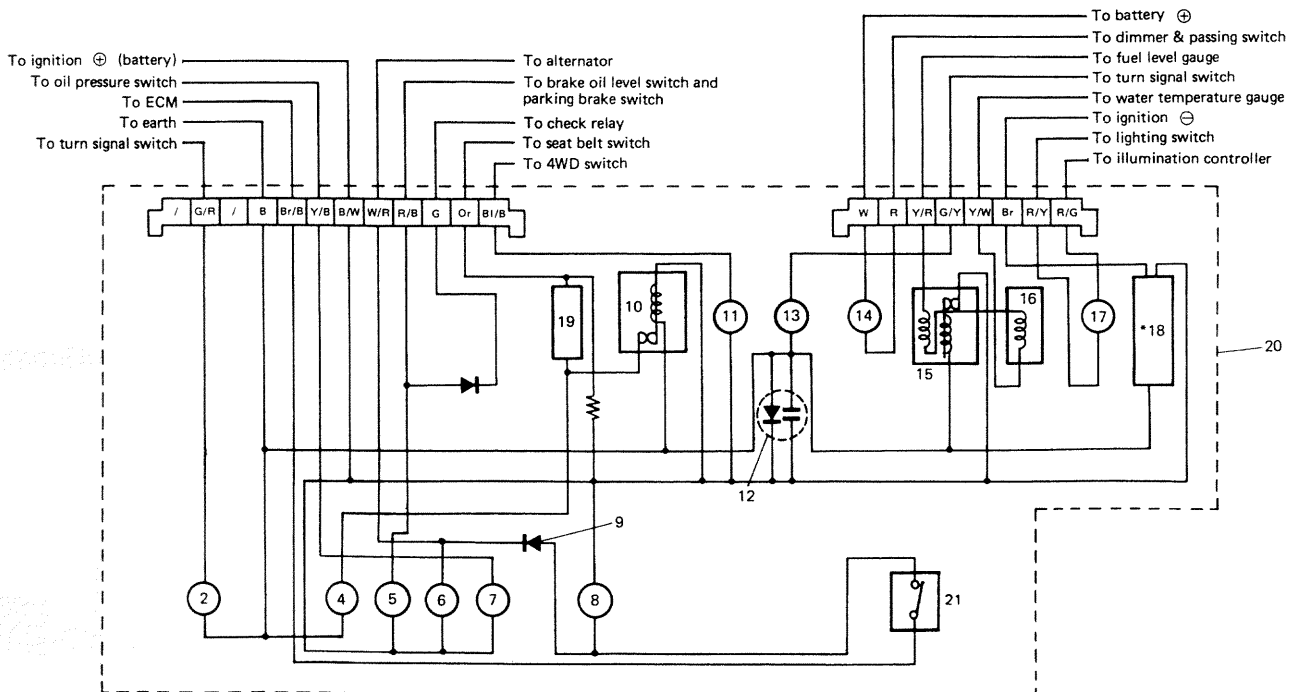 To battery ⊕
To dimmer & passing switch
To fuel level gauge
To turn signal switch
To water temperature gauge
To ignition ⊖
To lighting switch
To illumination controller
To ignition ⊕ (battery)
To oil pressure switch
To ECM
To earth
To turn signal switch
To alternator
To brake oil level switch and
parking brake switch
To check relay
To seat belt switch
To 4WD switch
/ G/R / B Br/B Y/B B/W W/R R/B G Or Bl/B
W R Y/R G/Y Y/W Br R/Y R/G
19
10
11
13
14
15
16
17
*18
20
12
9
2
4
5
6
7
8
21